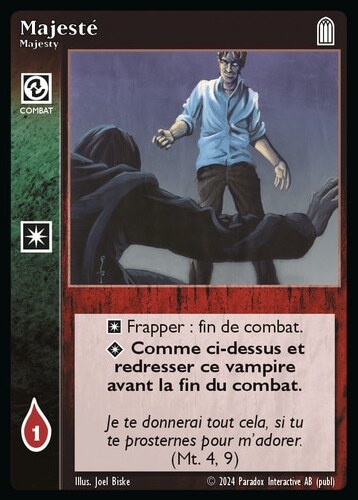 Majesté
Majesty
COMBAT
Frapper : fin de combat.
Comme ci-dessus et
redresser ce vampire
avant la fin du combat.
1
Je te donnerai tout cela, si tu
te prosternes pour m'adorer.
(Mt. 4, 9)
Illus. Joel Biske
© 2024 Paradox Interactive AB (publ)